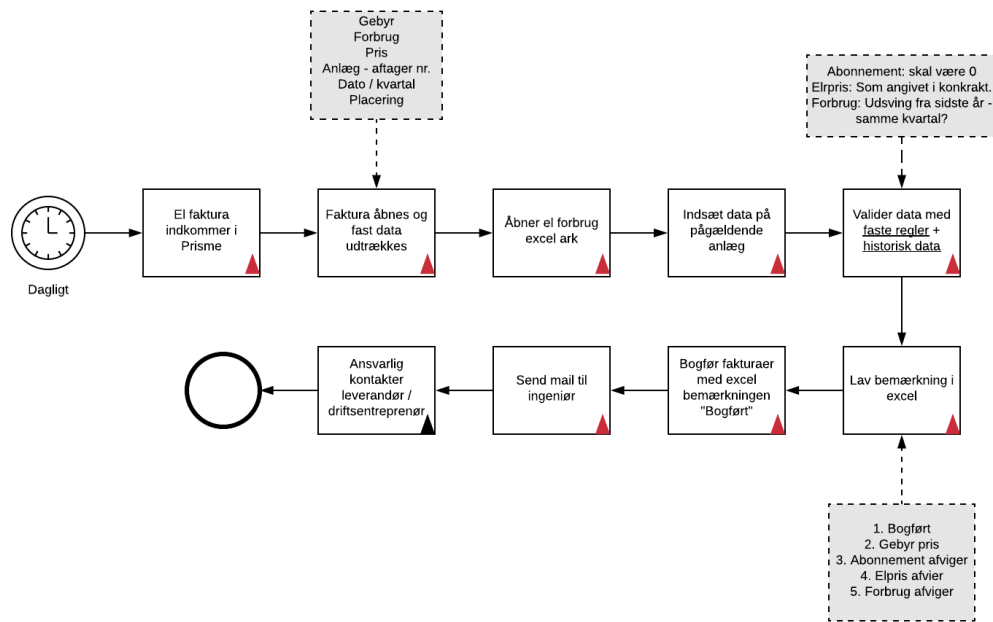 Gebyr
Forbrug
Pris
Anlæg - aftager nr.
Dato / kvartal
Placering
Abonnement: skal være 0
Elrpris: Som angivet i konkrakt.
Forbrug: Udsving fra sidste år -
samme kvartal?
Dagligt
El faktura
indkommer i
Prisme
Faktura åbnes og
fast data
udtrækkes
Åbner el forbrug
excel ark
Indsæt data på
pågældende
anlæg
Valider data med
faste regler +
historisk data
Ansvarlig
kontakter
leverandør /
driftsentreprenør
Send mail til
ingeniør
Bogfør fakturaer
med excel
bemærkningen
"Bogført"
Lav bemærkning i
excel
1. Bogført
2. Gebyr pris
3. Abonnement afviger
4. Elpris afvier
5. Forbrug afviger